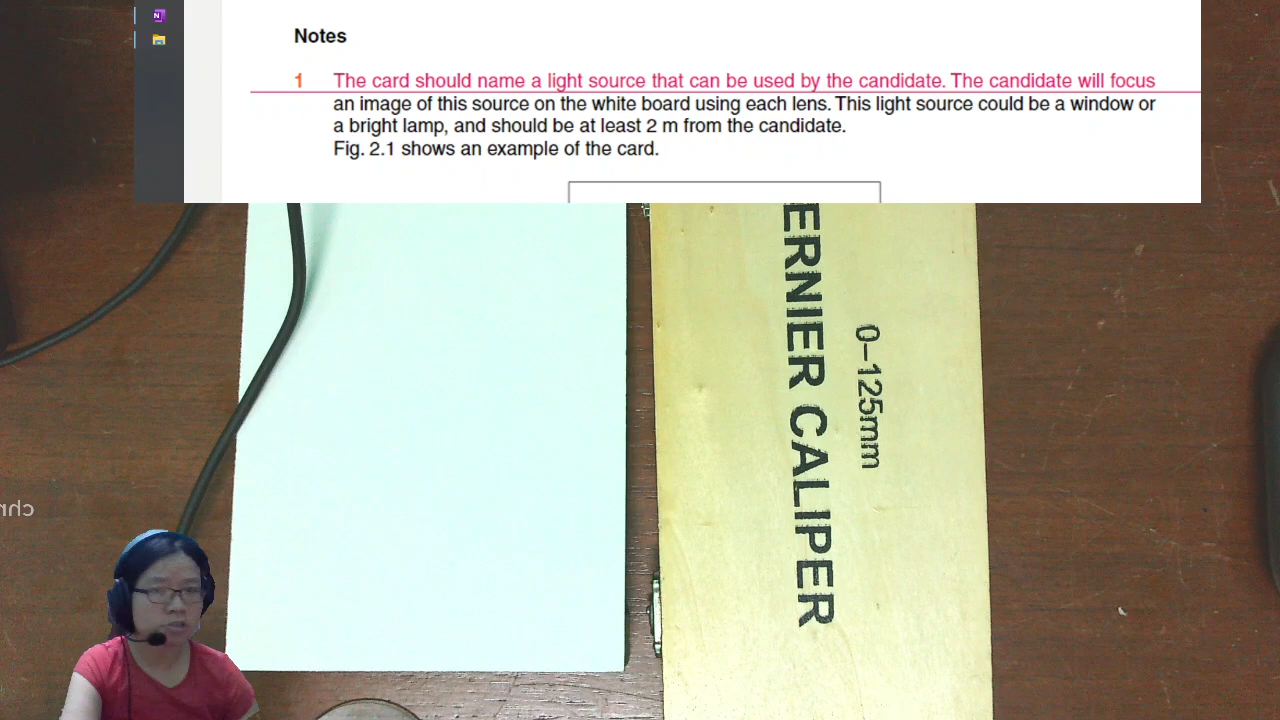 Notes
1 The card should name a light source that can be used by the candidate. The candidate will focus
an image of this source on the white board using each lens. This light source could be a window or
a bright lamp, and should be at least 2 m from the candidate.
Fig. 2.1 shows an example of the card.
ERNIER CALIPER
0–125mm
chr